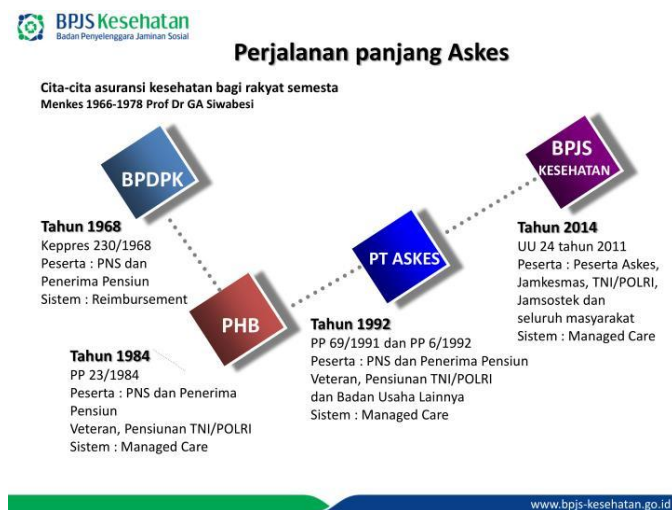 BPJS Kesehatan
Badan Penyelenggara Jaminan Sosial
Perjalanan panjang Askes
Cita-cita asuransi kesehatan bagi rakyat semesta
Menkes 1966-1978 Prof Dr GA Siwabesi
BPDPK
Tahun 1968
Keppres 230/1968
Peserta : PNS dan
Penerima Pensiun
Sistem : Reimbursement
PHB
Tahun 1984
PP 23/1984
Peserta : PNS dan Penerima
Pensiun
Veteran, Pensiunan TNI/POLRI
Sistem : Managed Care
PT ASKES
Tahun 1992
PP 69/1991 dan PP 6/1992
Peserta : PNS dan Penerima Pensiun
Veteran, Pensiunan TNI/POLRI
dan Badan Usaha Lainnya
Sistem : Managed Care
BPJS
KESEHATAN
Tahun 2014
UU 24 tahun 2011
Peserta : Peserta Askes,
Jamkesmas, TNI/POLRI,
Jamsostek dan
seluruh masyarakat
Sistem : Managed Care
www.bpjs-kesehatan.go.id